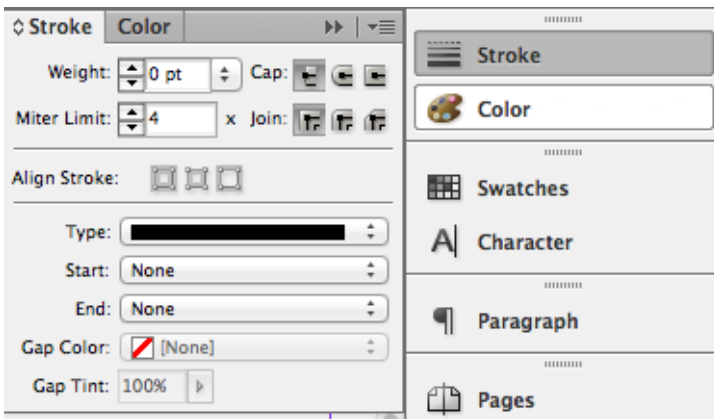 Stroke Color
Weight: 0 pt Cap:
Miter Limit: 4 x Join:
Align Stroke:
Type:
Start: None
End: None
Gap Color: [None]
Gap Tint: 100%
Stroke
Color
Swatches
A Character
Paragraph
Pages